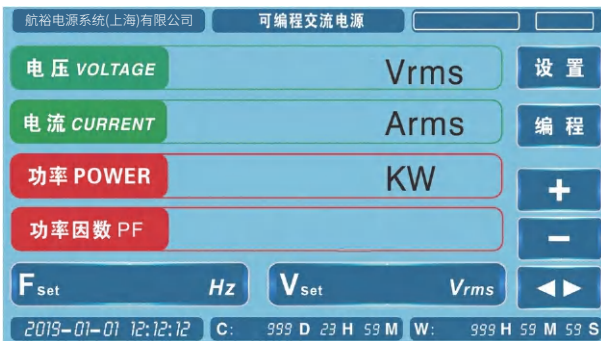 航裕电源系统(上海)有限公司 可编程交流电源
电压 VOLTAGE Vrms 设置
电流 CURRENT Arms 编程
功率 POWER KW +
功率因数 PF −
Fset Hz Vset Vrms ◀▶
2019-01-01 12:12:12 C: 999 D 23 H 59 M W: 999 H 59 M 59 S